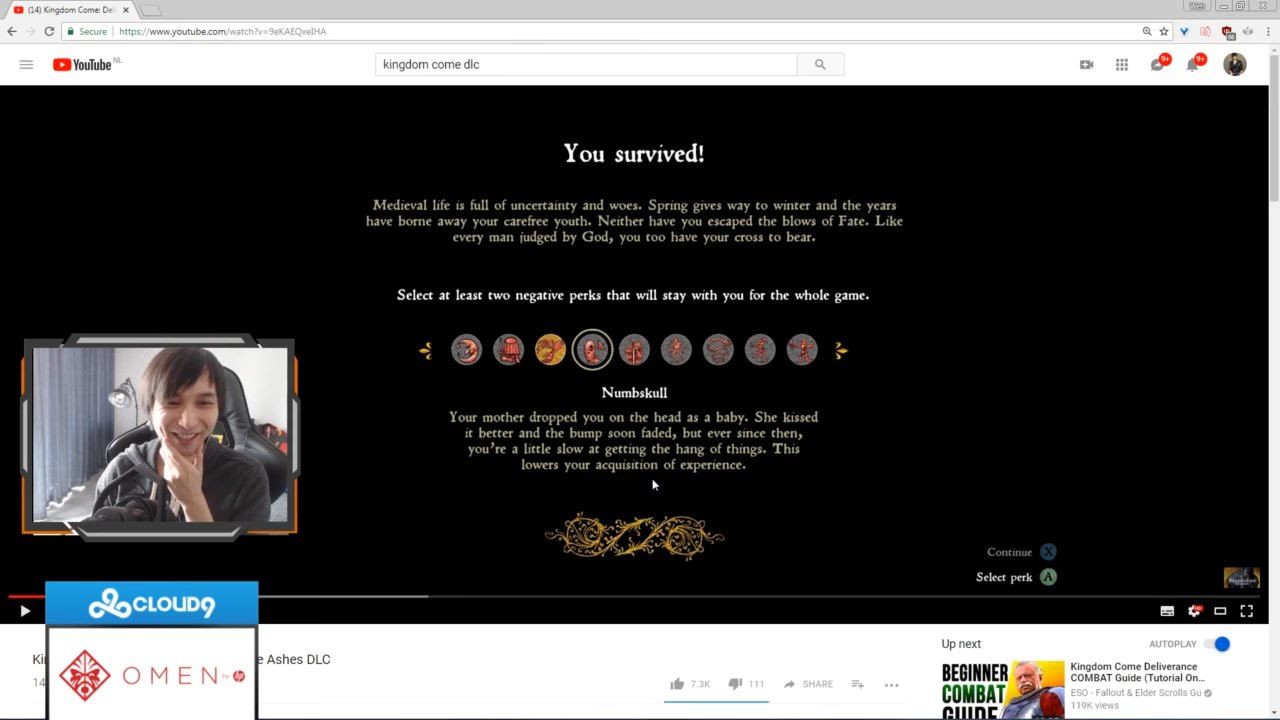 (14) Kingdom Come: Del
Web
Secure https://www.youtube.com/watch?v=9eKAEQxeIHA
YouTube NL
kingdom come dlc
9+
9+
You survived!
Medieval life is full of uncertainty and woes. Spring gives way to winter and the years
have borne away your carefree youth. Neither have you escaped the blows of Fate. Like
every man judged by God, you too have your cross to bear.
Select at least two negative perks that will stay with you for the whole game.
Numbskull
Your mother dropped you on the head as a baby. She kissed
it better and the bump soon faded, but ever since then,
you're a little slow at getting the hang of things. This
lowers your acquisition of experience.
Continue X
Select perk A
CLOUD9
OMEN by hp
e Ashes DLC
7.3K 111 SHARE
Up next AUTOPLAY
BEGINNER
COMBAT
GUIDE
Kingdom Come Deliverance
COMBAT Guide (Tutorial On...
ESO - Fallout & Elder Scrolls Gu
119K views